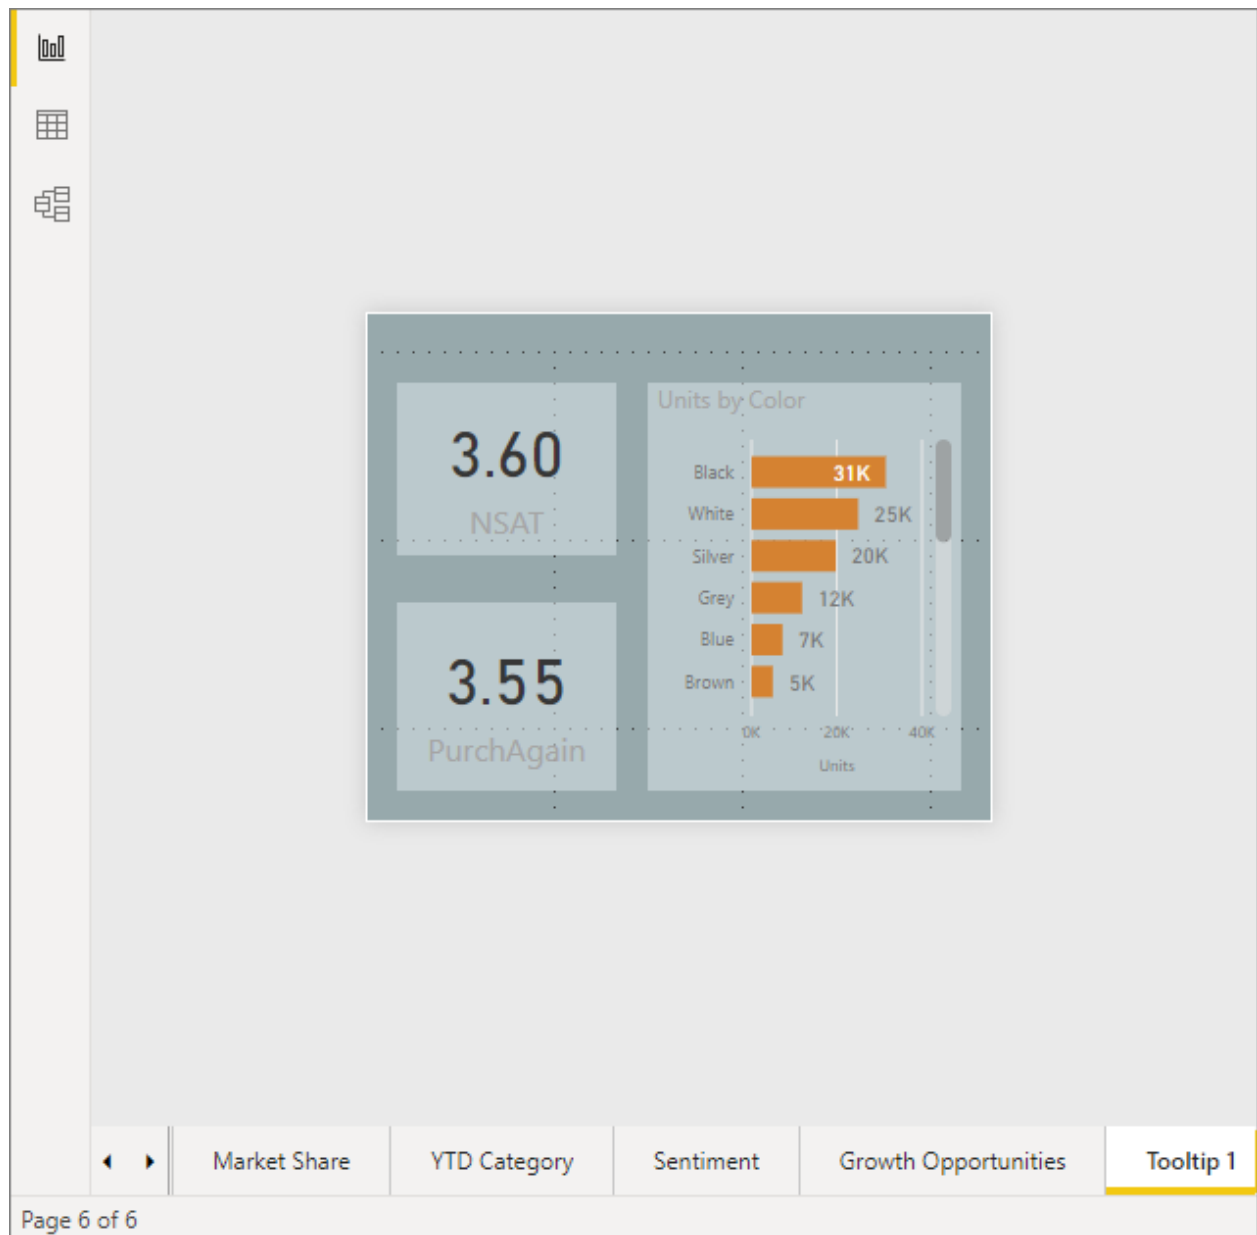 3.60
NSAT
3.55
PurchAgain
Units by Color
Black 31K
White 25K
Silver 20K
Grey 12K
Blue 7K
Brown 5K
0K 20K 40K
Units
Market Share YTD Category Sentiment Growth Opportunities Tooltip 1
Page 6 of 6